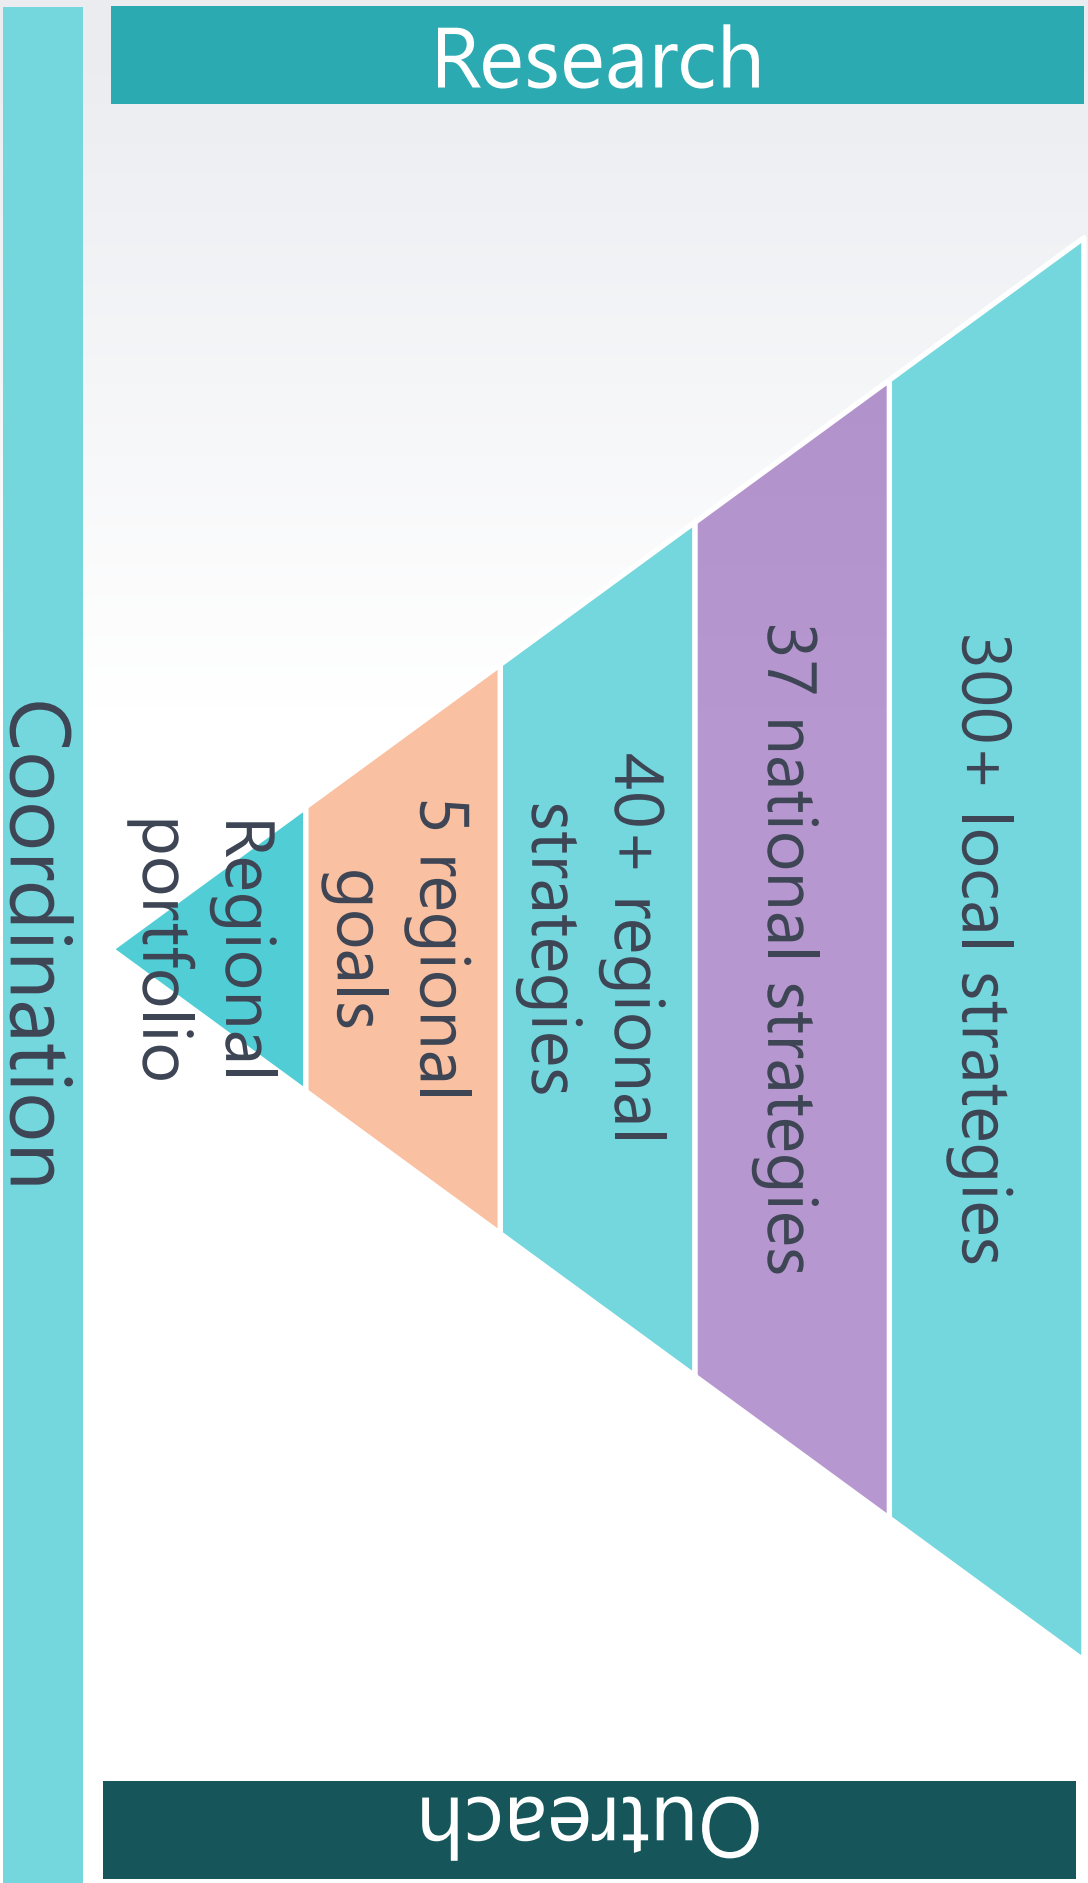 Research
Coordination
Regional
portfolio
5 regional
goals
40+ regional
strategies
37 national strategies
300+ local strategies
Outreach